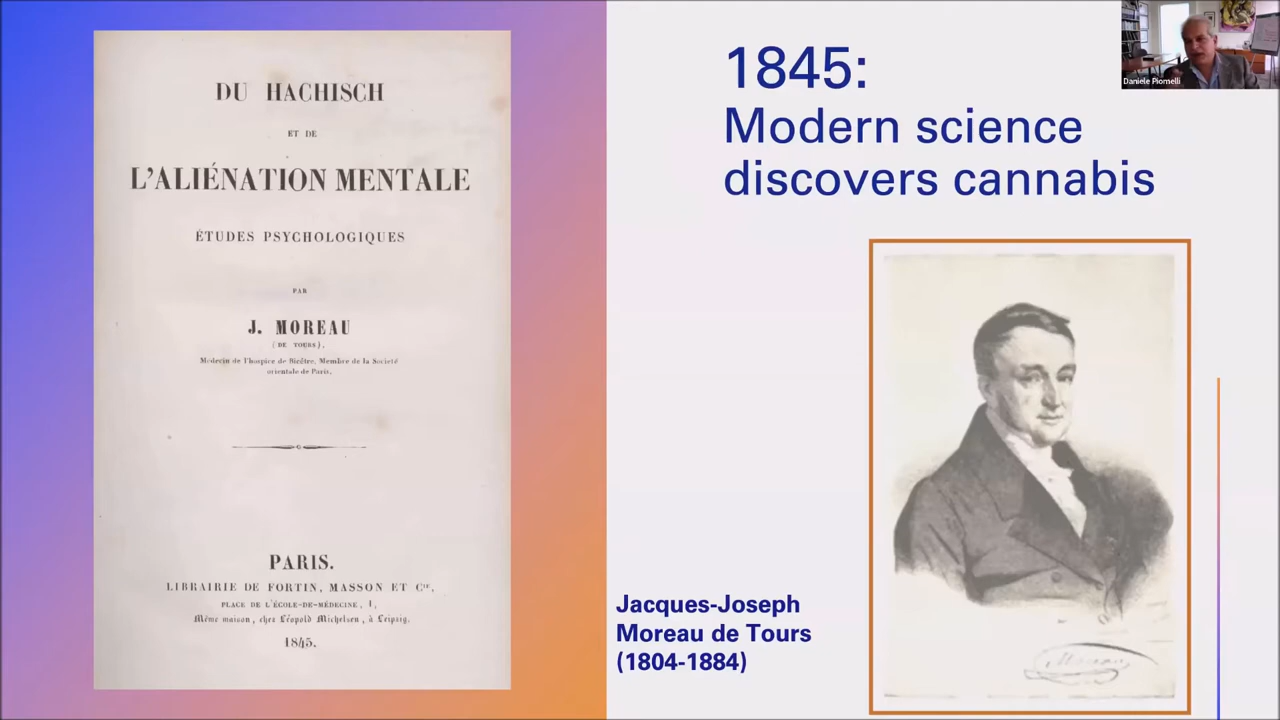 DU HACHISCH
ET DE
L'ALIÉNATION MENTALE
ÉTUDES PSYCHOLOGIQUES
PAR
J. MOREAU
(DE TOURS),
Médecin de l'hospice de Bicêtre, Membre de la Société
orientale de Paris.
PARIS.
LIBRAIRIE DE FORTIN, MASSON ET Cie,
PLACE DE L'ÉCOLE-DE-MÉDECINE, 1,
Même maison, chez Léopold Michelsen, à Leipzig.
1845.
1845:
Modern science
discovers cannabis
Jacques-Joseph
Moreau de Tours
(1804-1884)
Daniele Piomelli